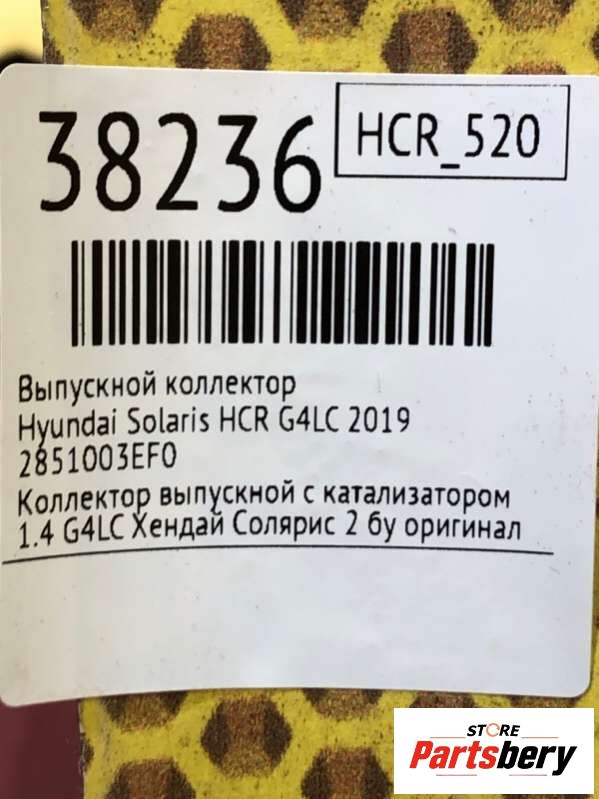 38236
HCR_520
Выпускной коллектор
Hyundai Solaris HCR G4LC 2019
2851003EF0
Коллектор выпускной с катализатором
1.4 G4LC Хендай Солярис 2 бу оригинал
STORE
Partsbery